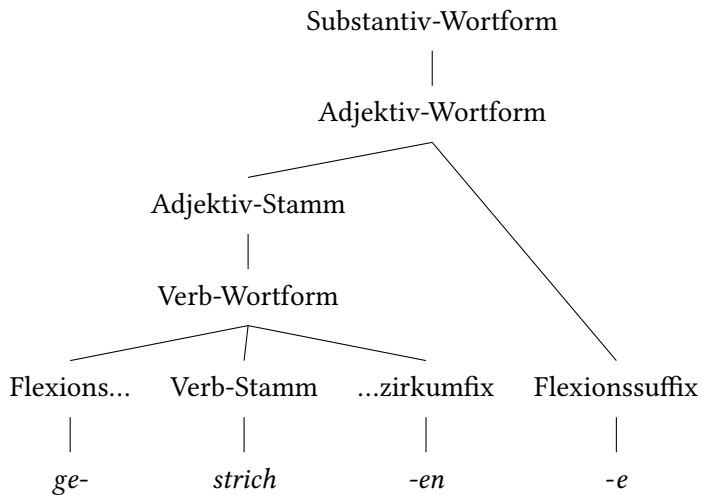 Substantiv-Wortform
Adjektiv-Wortform
Adjektiv-Stamm
Verb-Wortform
Flexions... Verb-Stamm ...zirkumfix Flexionssuffix
ge- strich -en -e